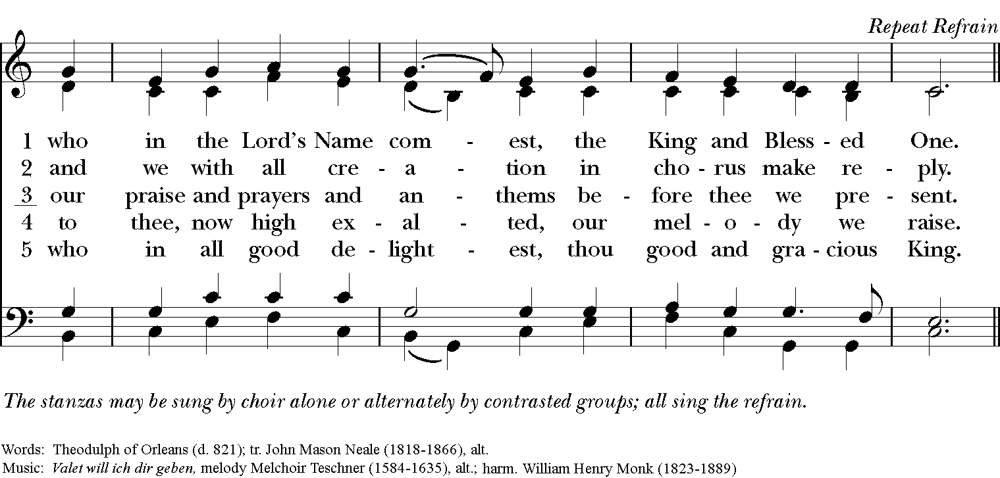 Repeat Refrain
1 who in the Lord's Name com - est, the King and Bless - ed One.
2 and we with all cre - a - tion in cho - rus make re - ply.
3 our praise and prayers and an - thems be - fore thee we pre - sent.
4 to thee, now high ex - al - ted, our mel - o - dy we raise.
5 who in all good de - light - est, thou good and gra - cious King.
The stanzas may be sung by choir alone or alternately by contrasted groups; all sing the refrain.
Words: Theodulph of Orleans (d. 821); tr. John Mason Neale (1818-1866), alt.
Music: Valet will ich dir geben, melody Melchoir Teschner (1584-1635), alt.; harm. William Henry Monk (1823-1889)